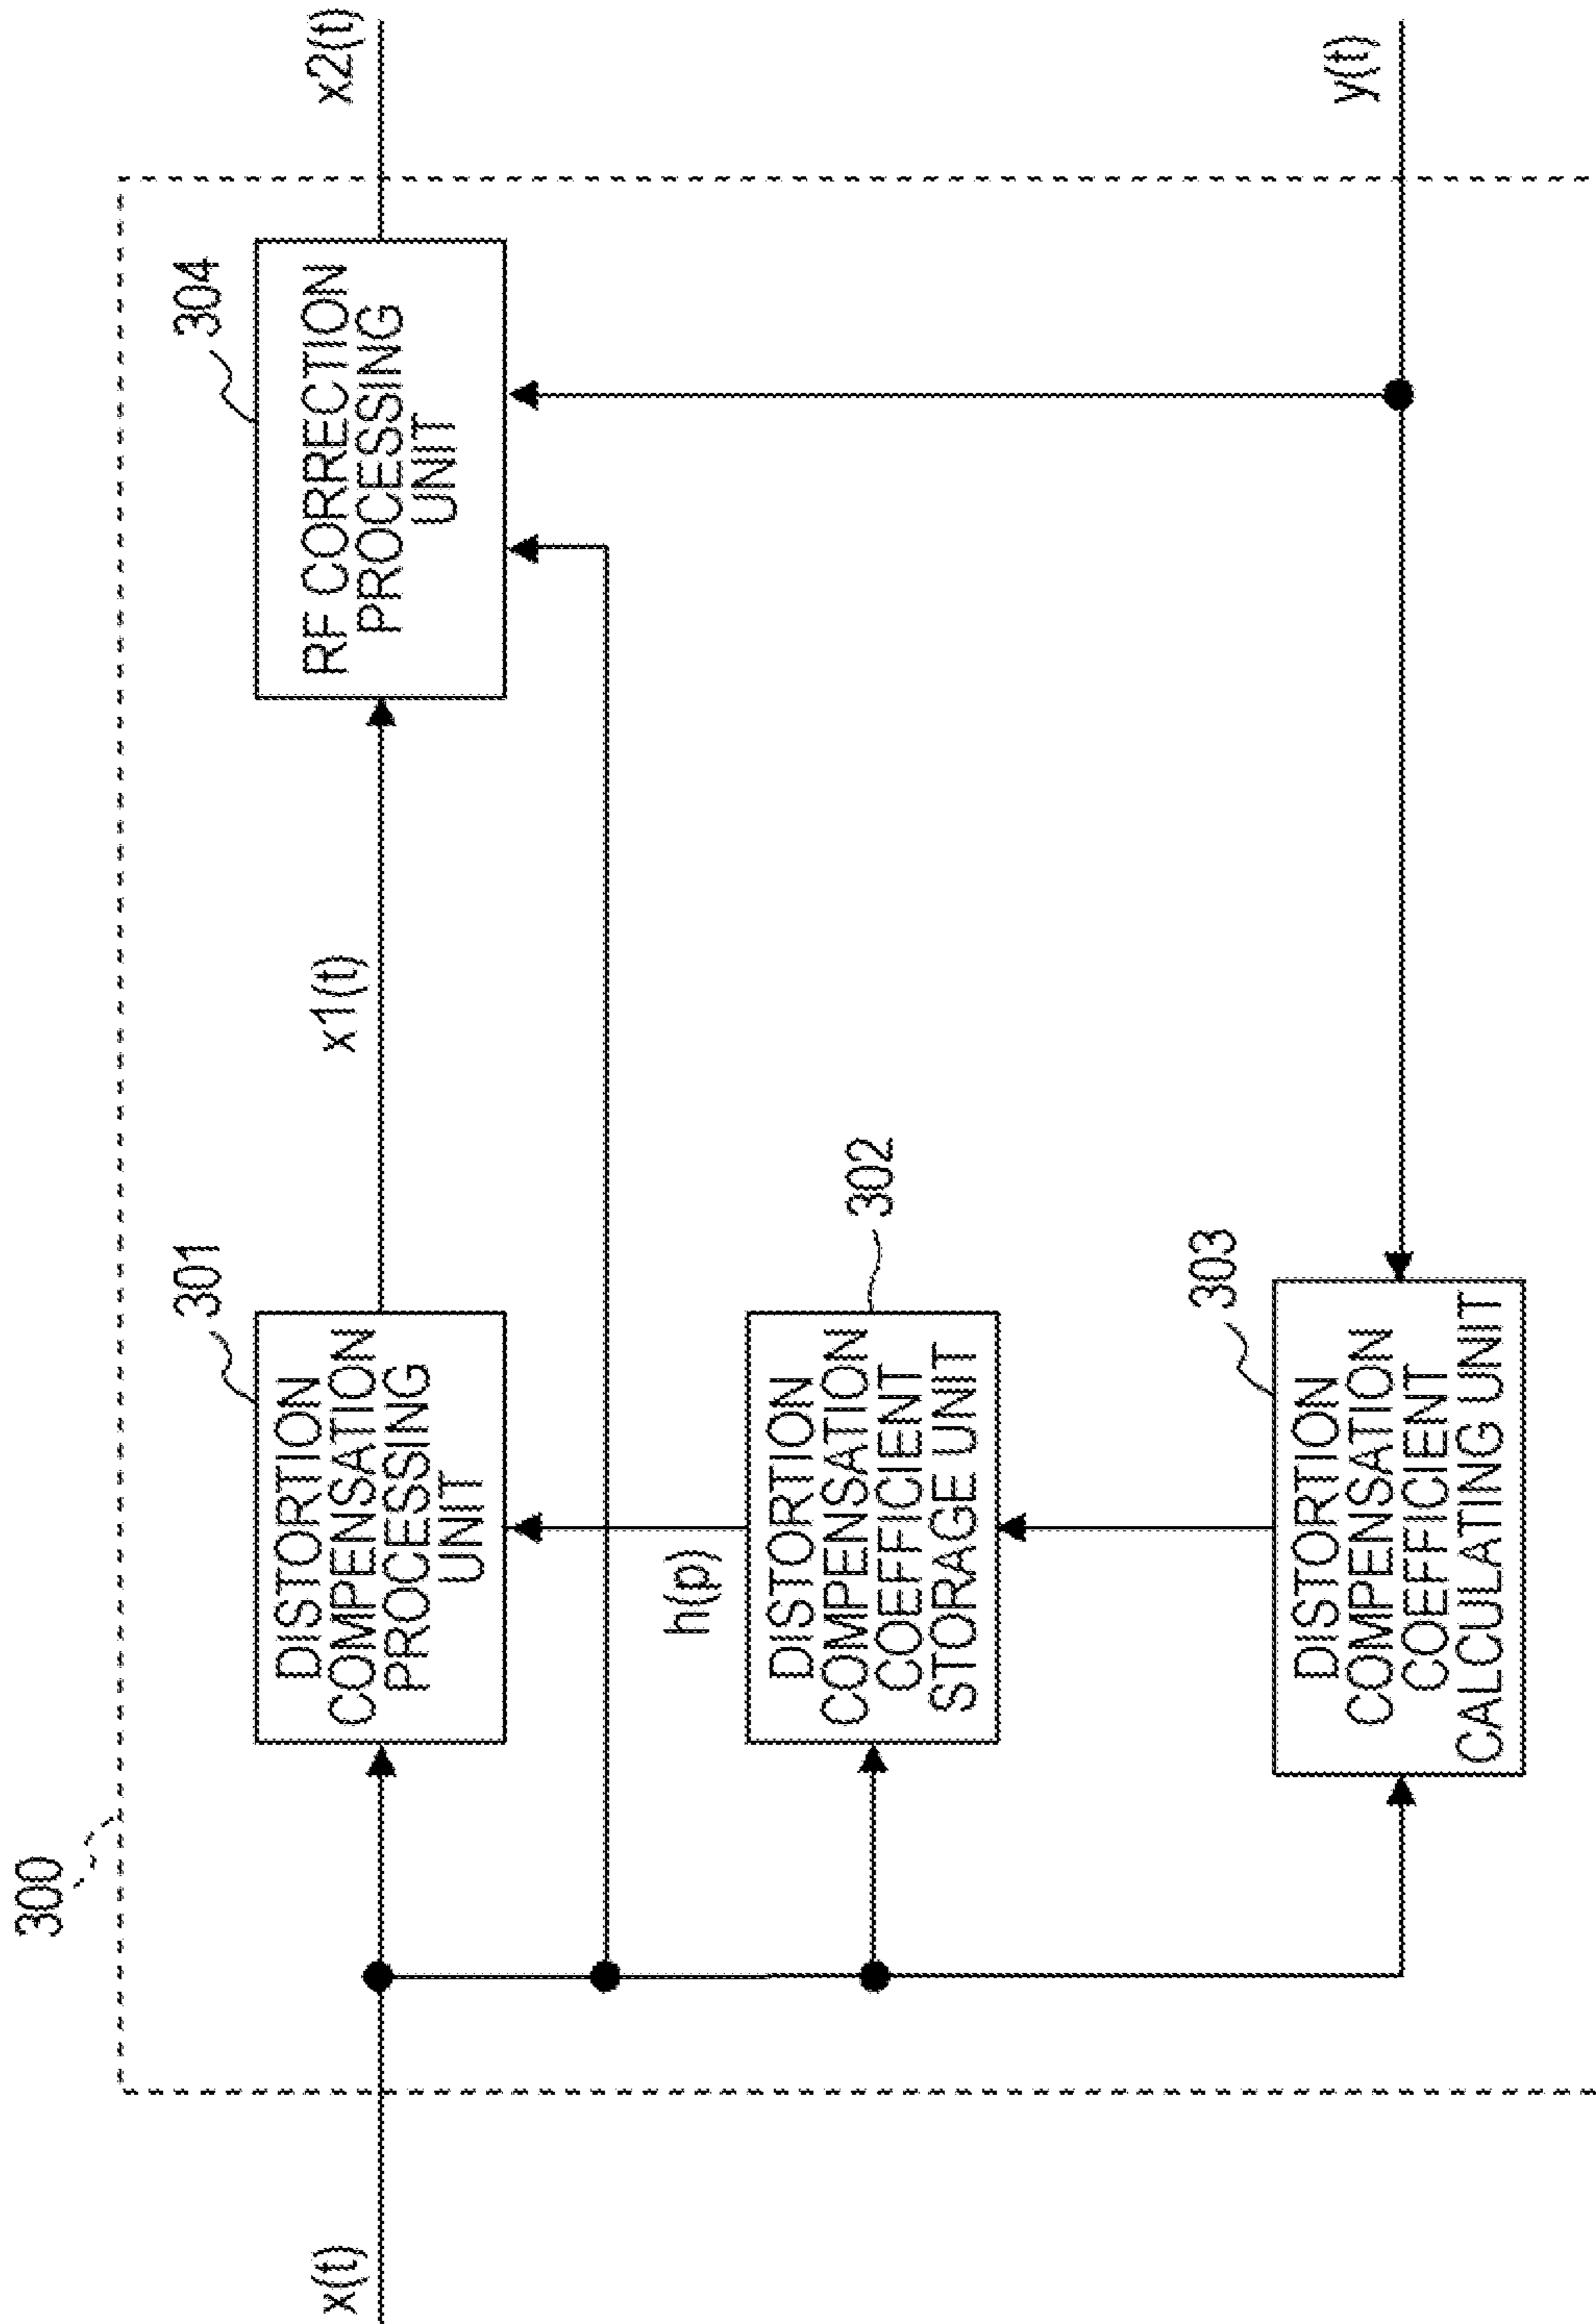 300
x(t)
301
DISTORTION
COMPENSATION
PROCESSING
UNIT
x1(t)
304
RF CORRECTION
PROCESSING
UNIT
x2(t)
h(p)
302
DISTORTION
COMPENSATION
COEFFICIENT
STORAGE UNIT
303
DISTORTION
COMPENSATION
COEFFICIENT
CALCULATING UNIT
y(t)